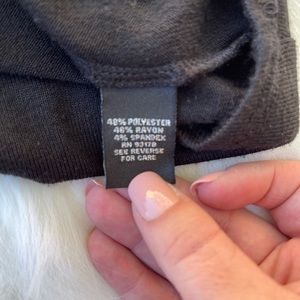 48% POLYESTER
48% RAYON
4% SPANDEX
RN 93178
SEE REVERSE
FOR CARE